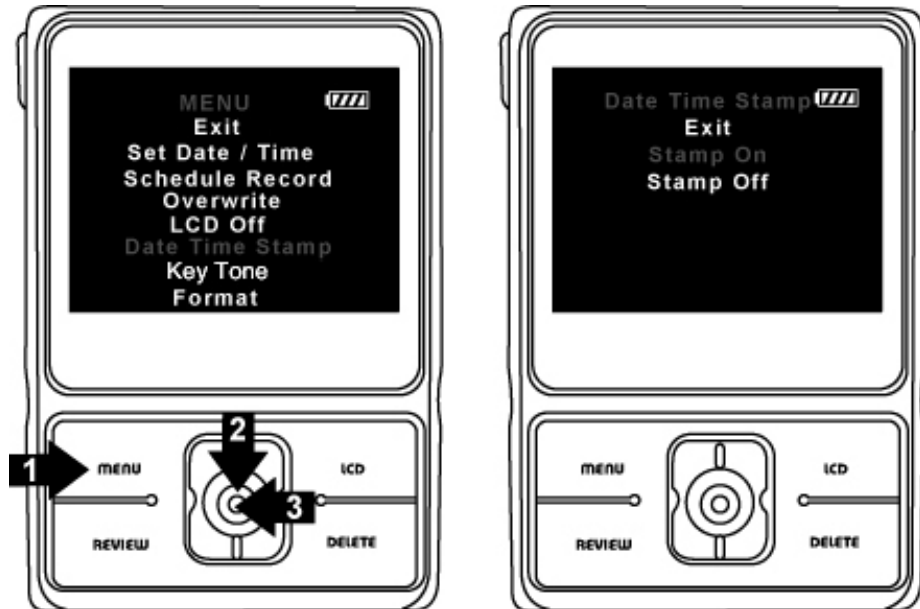 MENU
Exit
Set Date / Time
Schedule Record
Overwrite
LCD Off
Date Time Stamp
Key Tone
Format
1
2
3
MENU
LCD
REVIEW
DELETE
Date Time Stamp
Exit
Stamp On
Stamp Off
MENU
LCD
REVIEW
DELETE